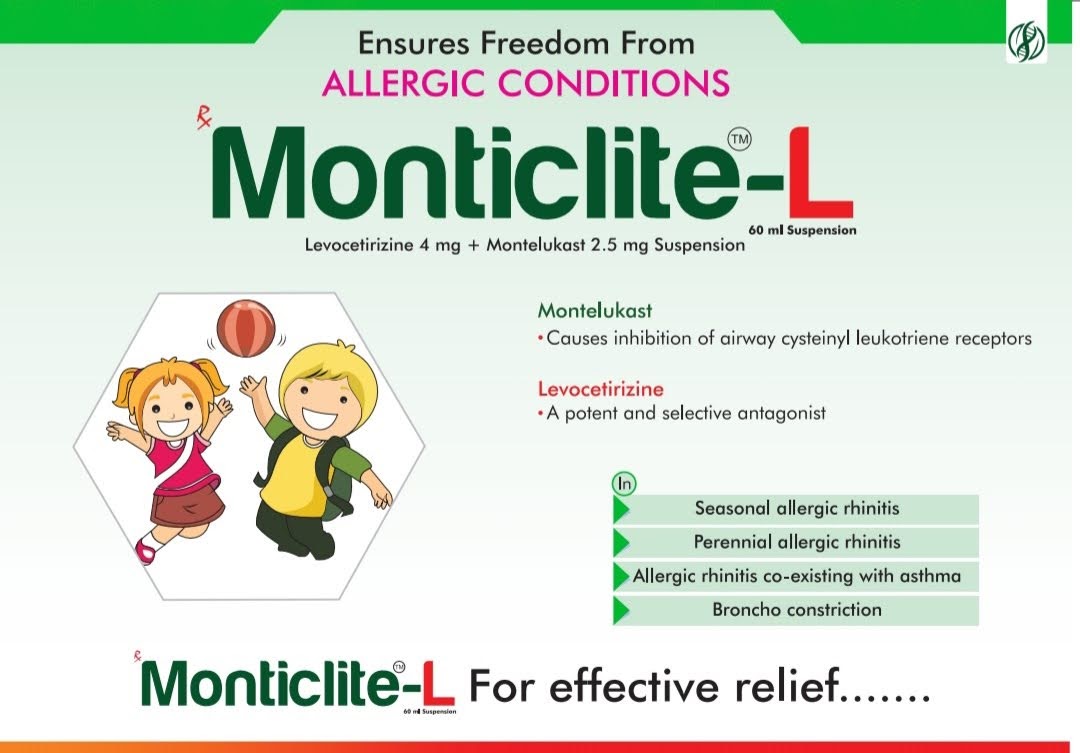 Ensures Freedom From
ALLERGIC CONDITIONS
℞ Monticlite™-L
60 ml Suspension
Levocetirizine 4 mg + Montelukast 2.5 mg Suspension
Montelukast
• Causes inhibition of airway cysteinyl leukotriene receptors
Levocetirizine
• A potent and selective antagonist
In
Seasonal allergic rhinitis
Perennial allergic rhinitis
Allergic rhinitis co-existing with asthma
Broncho constriction
℞ Monticlite™-L For effective relief.......
60 ml Suspension